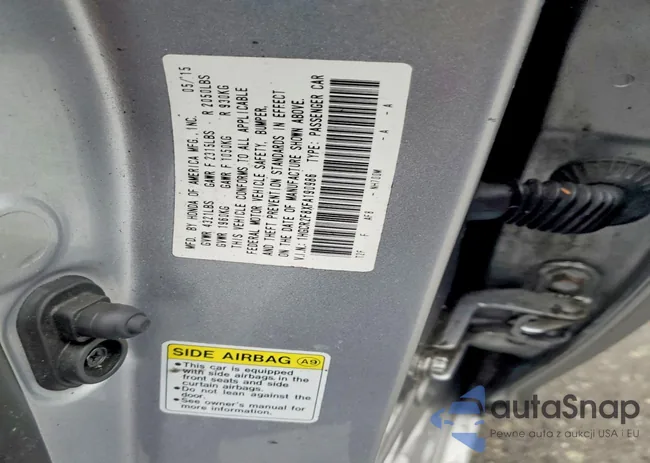 MFD. BY HONDA OF AMERICA MFG., INC. 05/15
GVWR 4322LBS GAWR F 2315LBS R 2050LBS
GVWR 1960KG GAWR F 1050KG R 930KG
THIS VEHICLE CONFORMS TO ALL APPLICABLE
FEDERAL MOTOR VEHICLE SAFETY, BUMPER,
AND THEFT PREVENTION STANDARDS IN EFFECT
ON THE DATE OF MANUFACTURE SHOWN ABOVE.
V.I.N.: TYPE: PASSENGER CAR
F AF8 A A
SIDE AIRBAG A9
•This car is equipped
with side airbags in the
front seats and side
curtain airbags.
•Do not lean against the
door.
•See owner's manual for
more information.
autaSnap
Pewne auta z aukcji USA i EU